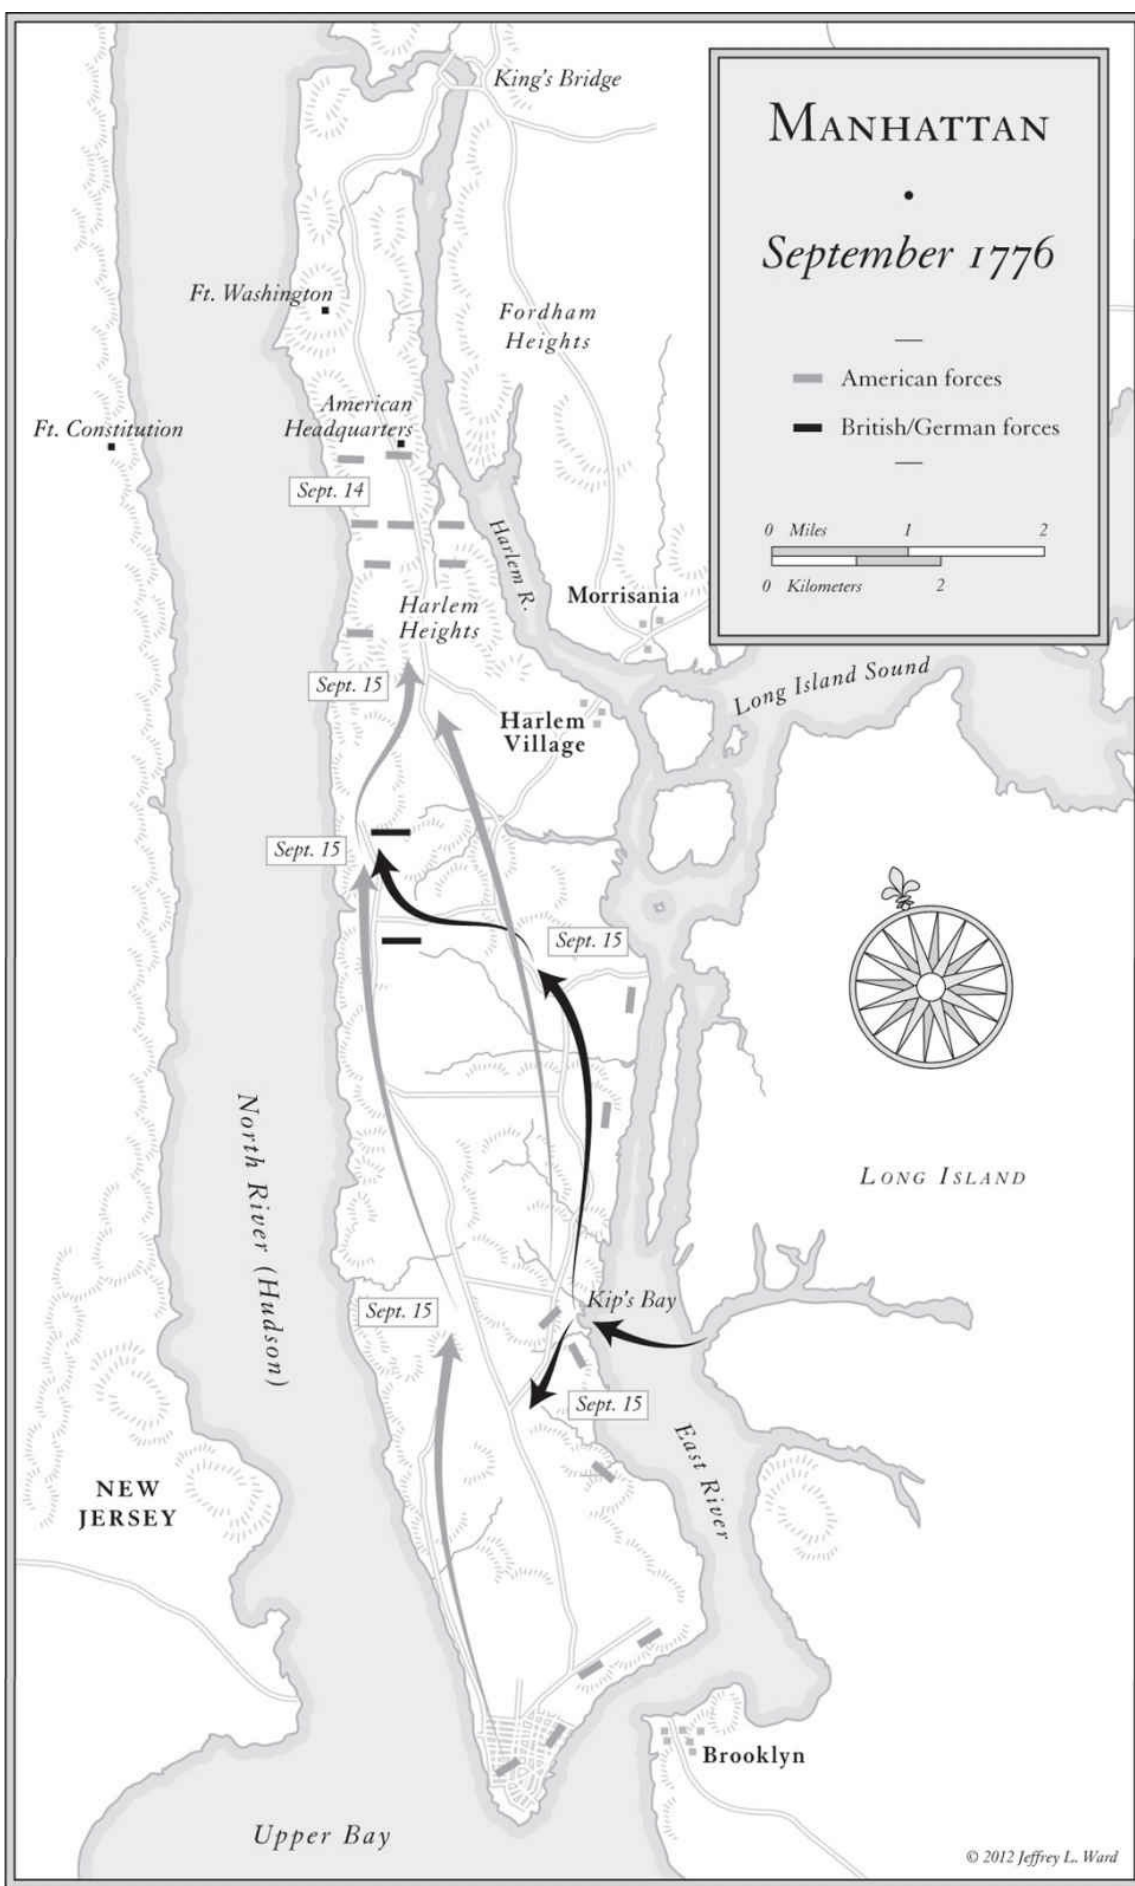 MANHATTAN
•
September 1776
American forces
British/German forces
0 Miles 1 2
0 Kilometers 2
King's Bridge
Ft. Washington
Fordham
Heights
American
Headquarters
Ft. Constitution
Sept. 14
Harlem R.
Morrisania
Harlem
Heights
Long Island Sound
Sept. 15
Harlem
Village
Sept. 15
Sept. 15
North River (Hudson)
LONG ISLAND
Kip's Bay
Sept. 15
Sept. 15
East River
NEW
JERSEY
Brooklyn
Upper Bay
© 2012 Jeffrey L. Ward